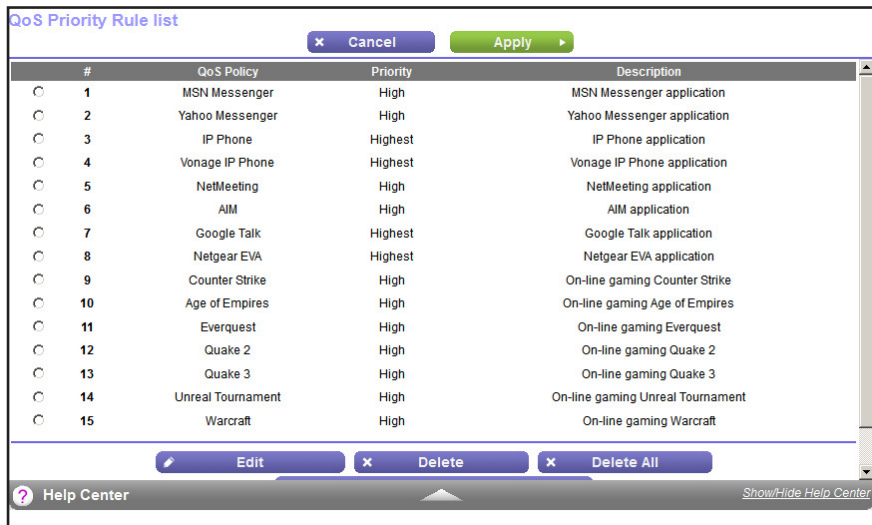 QoS Priority Rule list
Cancel Apply
# QoS Policy Priority Description
1 MSN Messenger High MSN Messenger application
2 Yahoo Messenger High Yahoo Messenger application
3 IP Phone Highest IP Phone application
4 Vonage IP Phone Highest Vonage IP Phone application
5 NetMeeting High NetMeeting application
6 AIM High AIM application
7 Google Talk Highest Google Talk application
8 Netgear EVA Highest Netgear EVA application
9 Counter Strike High On-line gaming Counter Strike
10 Age of Empires High On-line gaming Age of Empires
11 Everquest High On-line gaming Everquest
12 Quake 2 High On-line gaming Quake 2
13 Quake 3 High On-line gaming Quake 3
14 Unreal Tournament High On-line gaming Unreal Tournament
15 Warcraft High On-line gaming Warcraft
Edit Delete Delete All
? Help Center Show/Hide Help Center